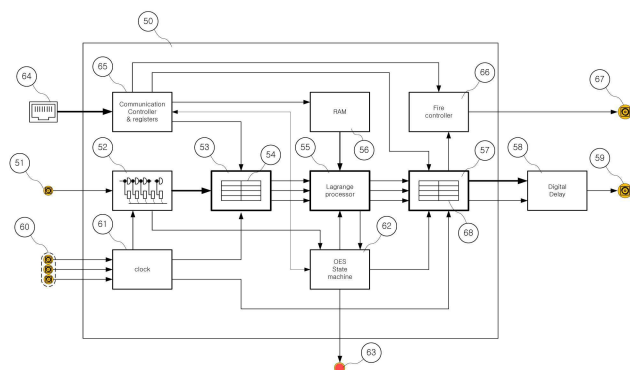 50
64
65
Communication
Controller
& registers
RAM
66
Fire
controller
67
56
51
52
53
54
55
Lagrange
processor
57
58
Digital
Delay
59
60
61
clock
62
DES
State
machine
68
63